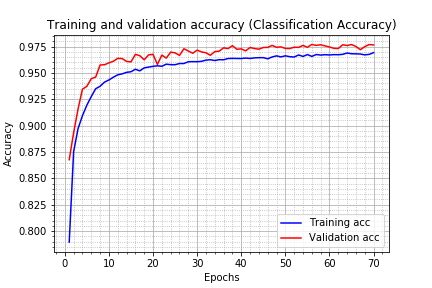 Training and validation accuracy (Classification Accuracy)
0.975
0.950
0.925
0.900
0.875
0.850
0.825
0.800
Accuracy
Training acc
Validation acc
0 10 20 30 40 50 60 70
Epochs